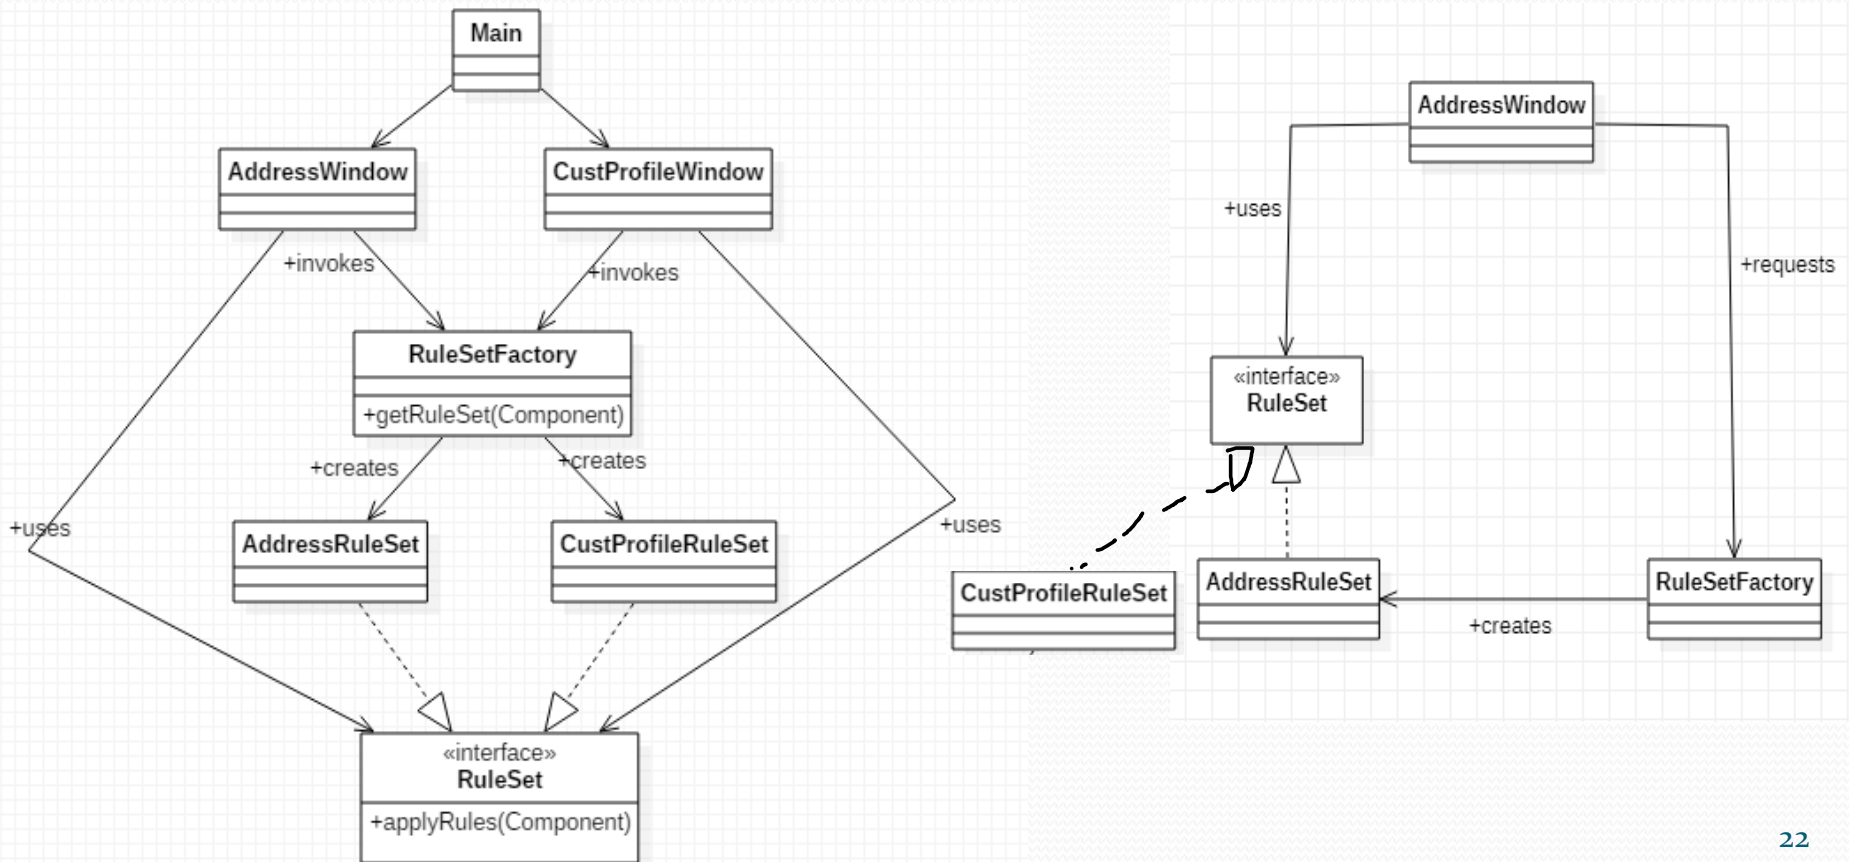 Main
AddressWindow
CustProfileWindow
+invokes
+invokes
RuleSetFactory
+getRuleSet(Component)
+creates
+creates
+uses
+uses
AddressRuleSet
CustProfileRuleSet
«interface»
RuleSet
+applyRules(Component)
AddressWindow
+uses
+requests
«interface»
RuleSet
CustProfileRuleSet
AddressRuleSet
RuleSetFactory
+creates
22